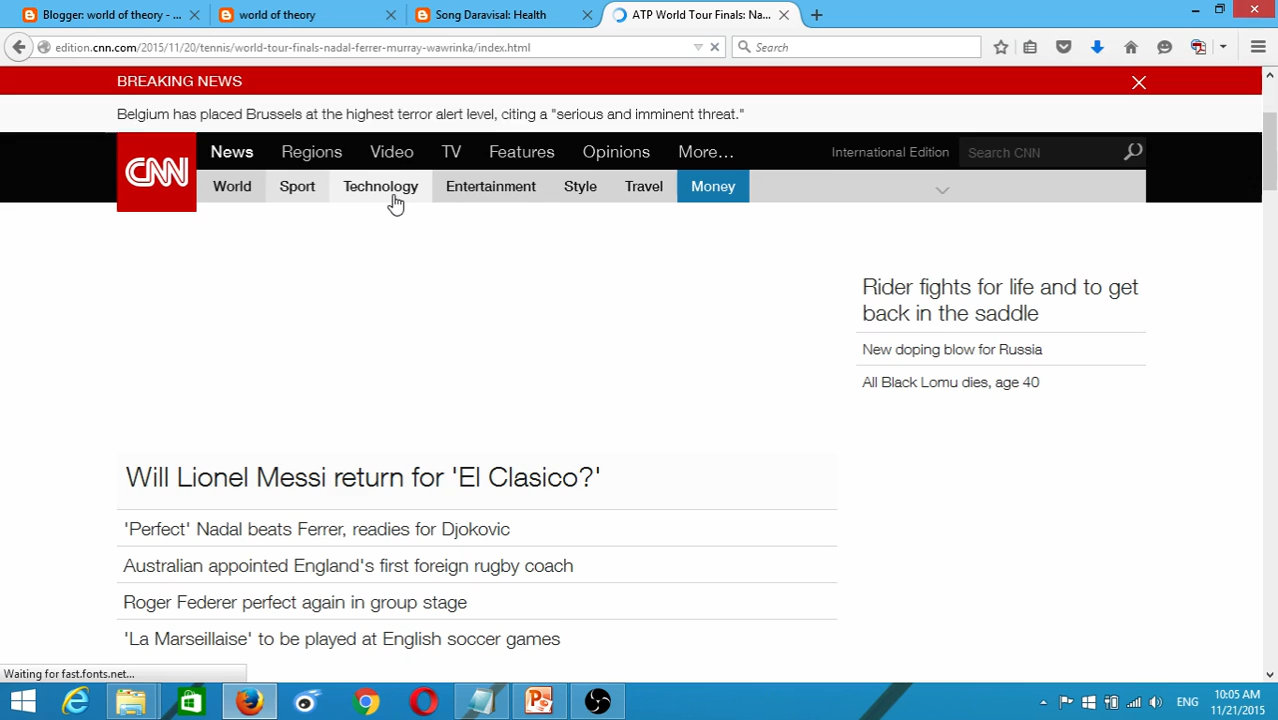 Blogger: world of theory - ...
world of theory
Song Daravisal: Health
ATP World Tour Finals: Na...
edition.cnn.com/2015/11/20/tennis/world-tour-finals-nadal-ferrer-murray-wawrinka/index.html
Search
BREAKING NEWS
Belgium has placed Brussels at the highest terror alert level, citing a "serious and imminent threat."
CNN
News Regions Video TV Features Opinions More...
International Edition
Search CNN
World Sport Technology Entertainment Style Travel Money
Rider fights for life and to get
back in the saddle
New doping blow for Russia
All Black Lomu dies, age 40
Will Lionel Messi return for 'El Clasico?'
'Perfect' Nadal beats Ferrer, readies for Djokovic
Australian appointed England's first foreign rugby coach
Roger Federer perfect again in group stage
'La Marseillaise' to be played at English soccer games
Waiting for fast.fonts.net...
ENG
10:05 AM
11/21/2015